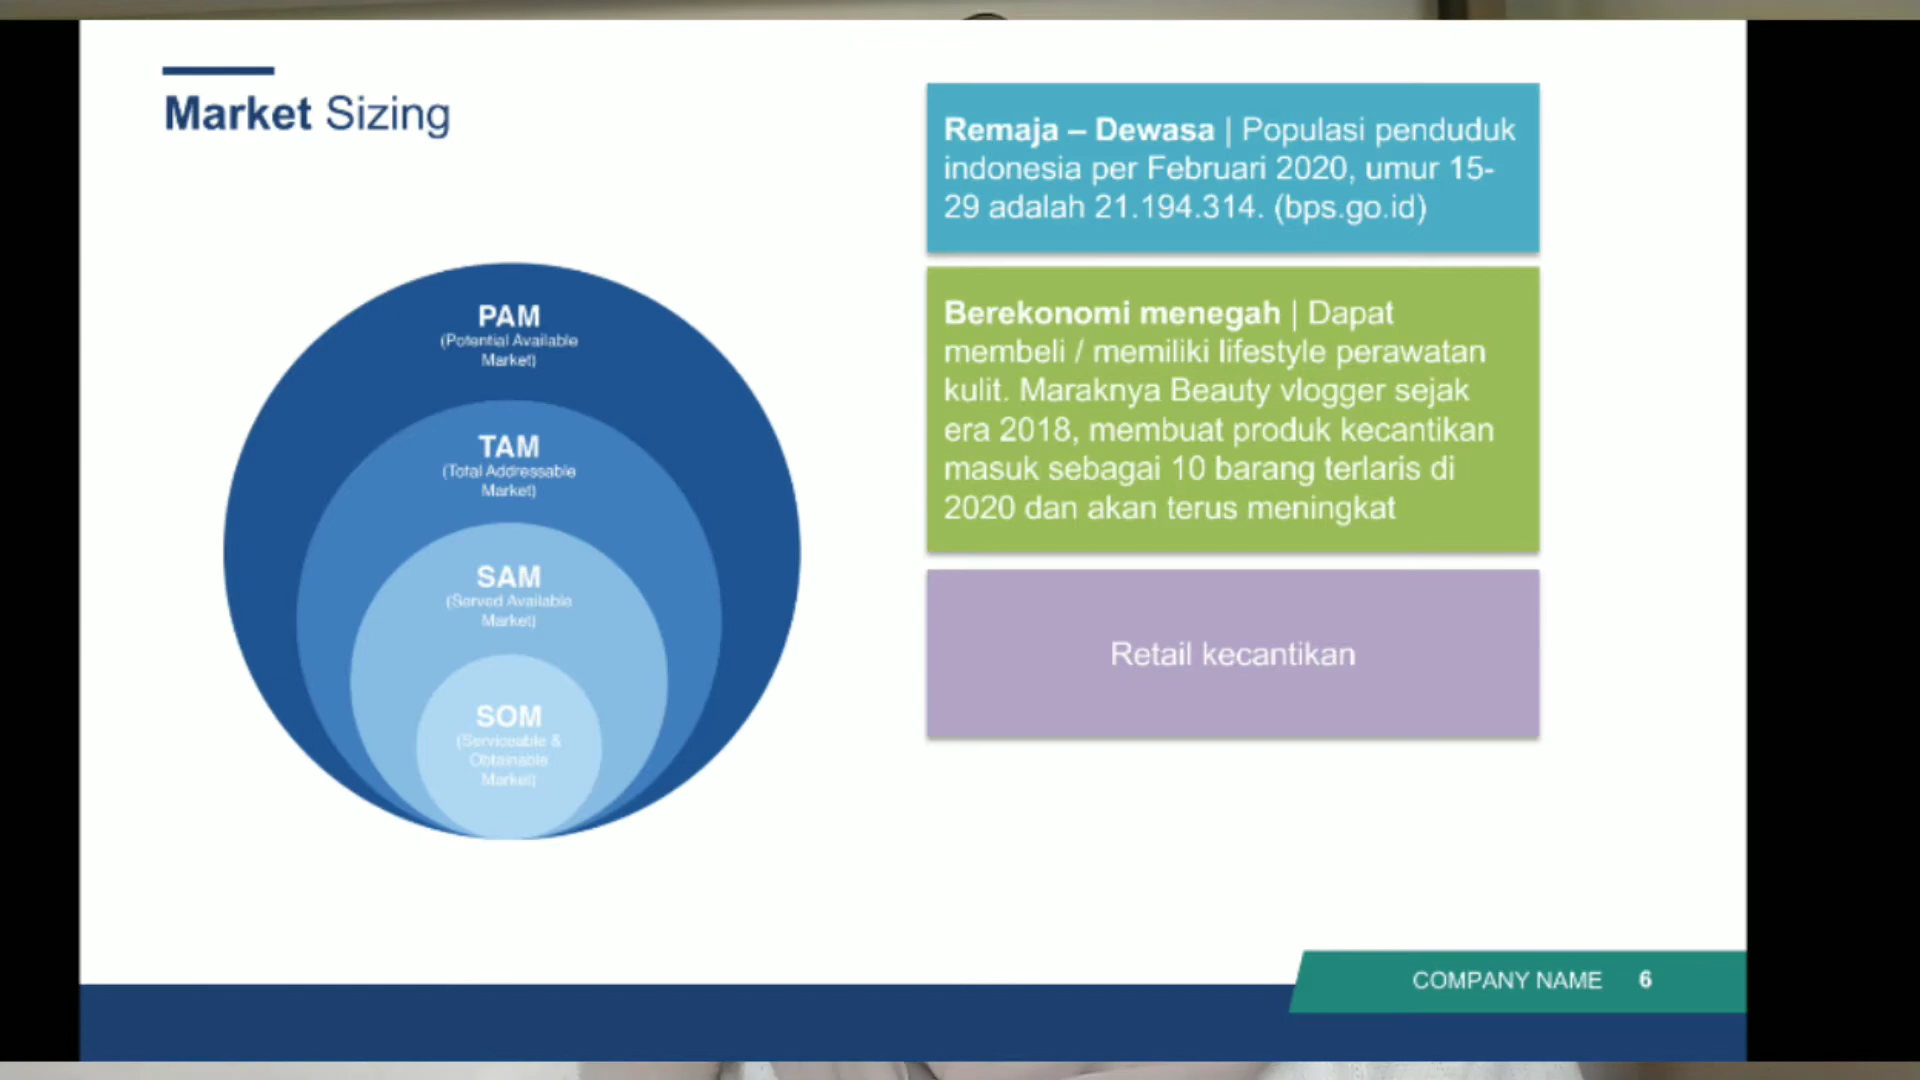 Market Sizing
PAM
(Potential Available
Market)
TAM
(Total Addressable
Market)
SAM
(Served Available
Market)
SOM
(Serviceable &
Obtainable
Market)
Remaja – Dewasa | Populasi penduduk
indonesia per Februari 2020, umur 15-
29 adalah 21.194.314. (bps.go.id)
Berekonomi menegah | Dapat
membeli / memiliki lifestyle perawatan
kulit. Maraknya Beauty vlogger sejak
era 2018, membuat produk kecantikan
masuk sebagai 10 barang terlaris di
2020 dan akan terus meningkat
Retail kecantikan
COMPANY NAME 6